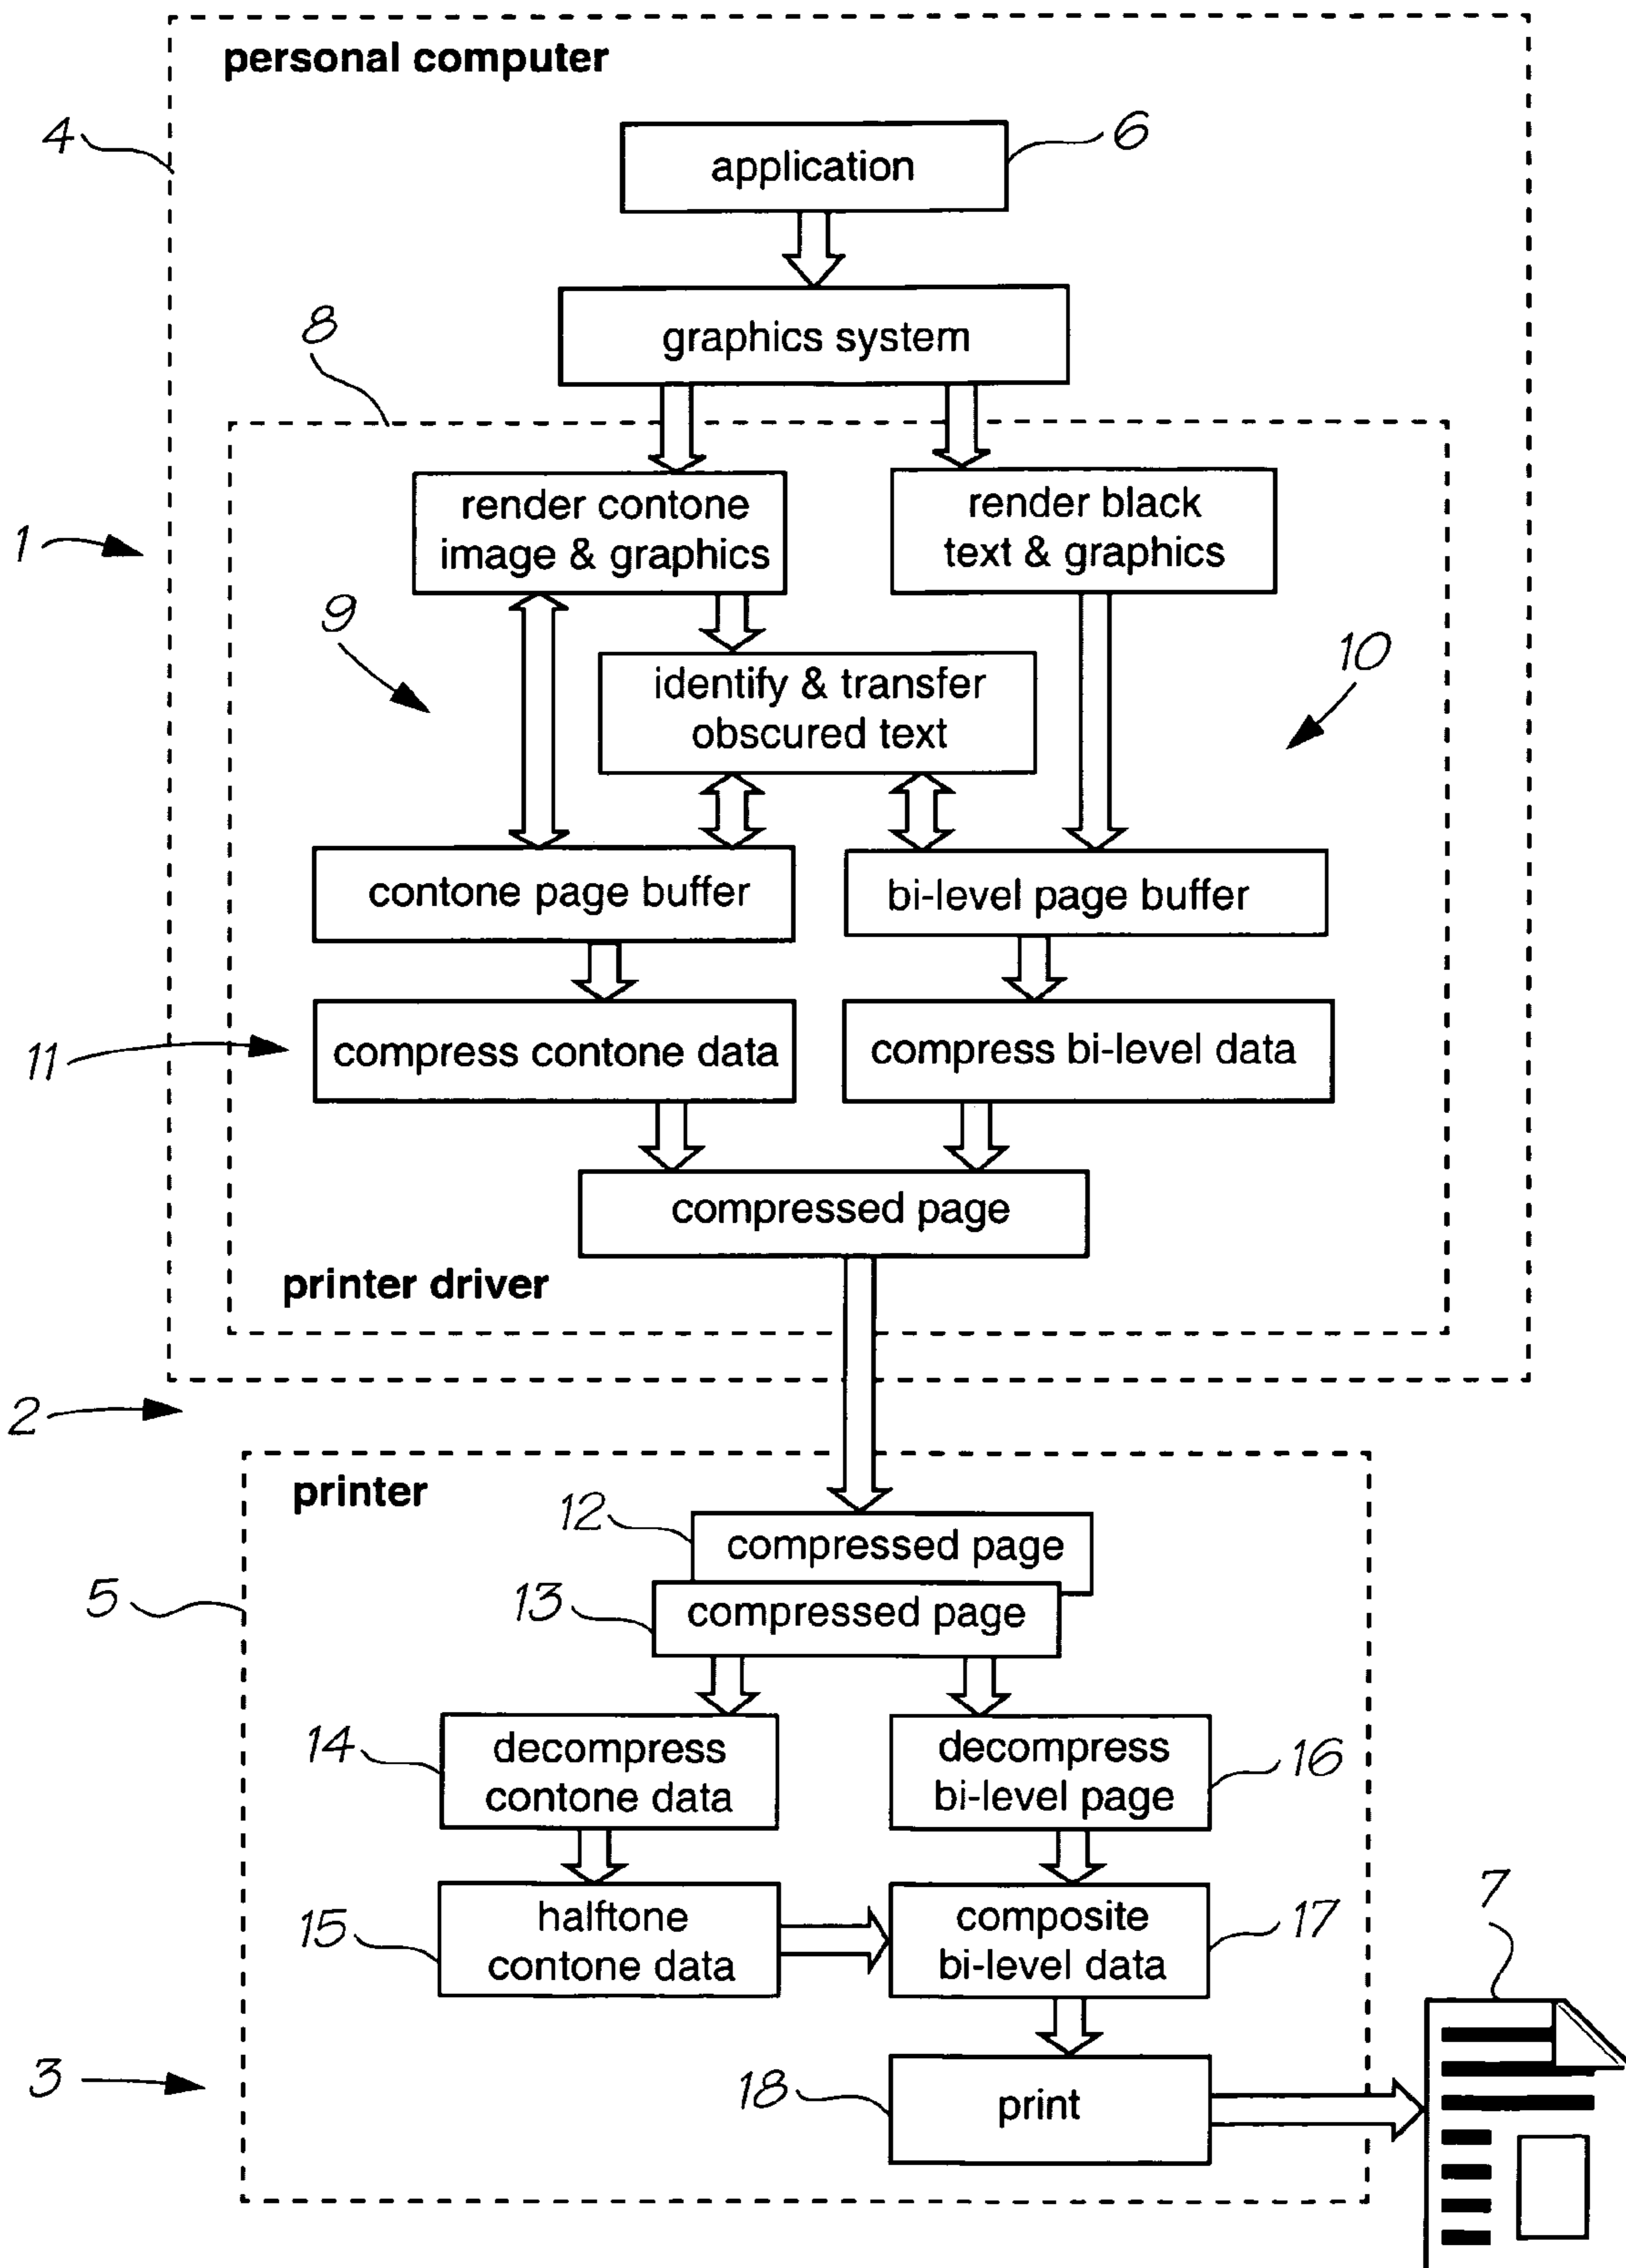 personal computer
4
application
6
graphics system
8
render contone
image & graphics
render black
text & graphics
1
9
identify & transfer
obscured text
10
contone page buffer
bi-level page buffer
11
compress contone data
compress bi-level data
compressed page
printer driver
2
printer
12
compressed page
5
13
compressed page
14
decompress
contone data
decompress
bi-level page
16
15
halftone
contone data
composite
bi-level data
17
7
3
18
print